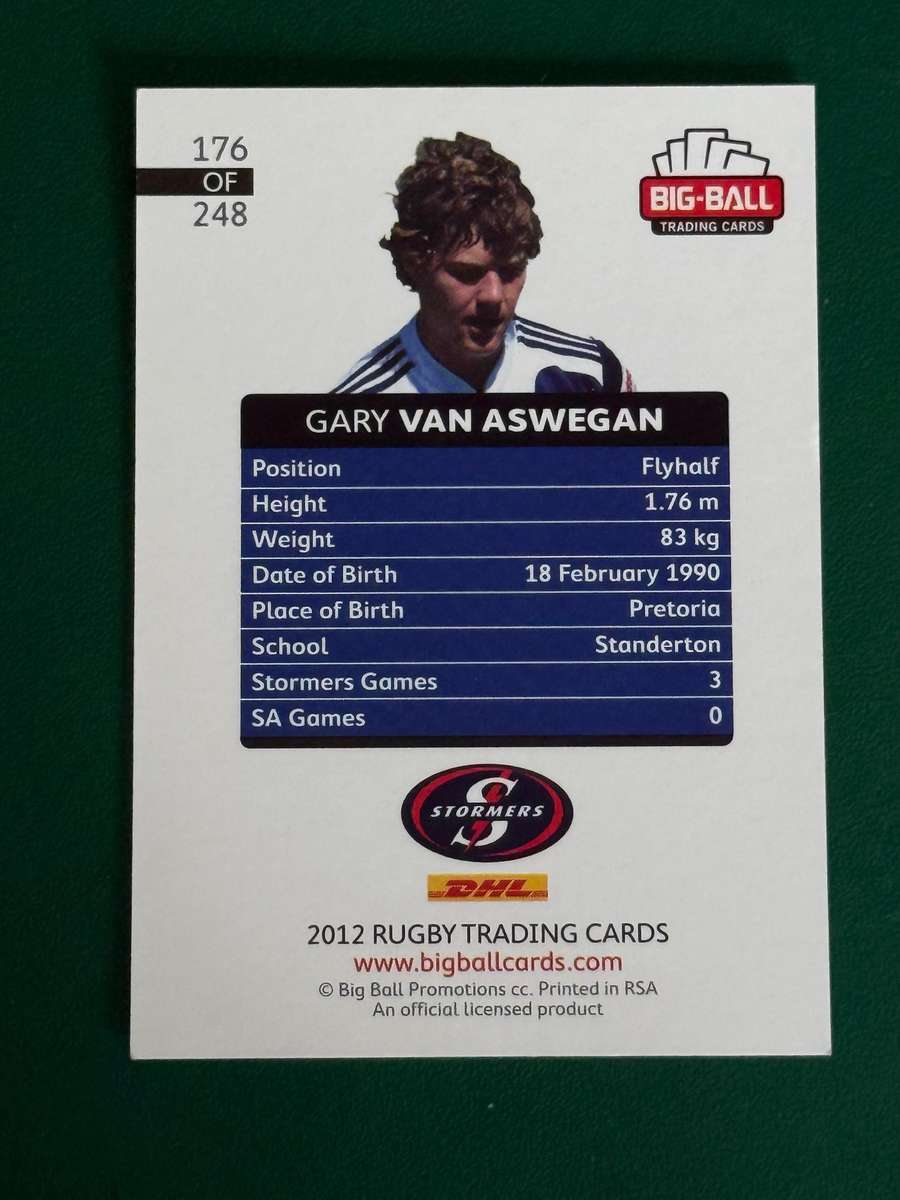 176
OF
248
BIG-BALL
TRADING CARDS
GARY VAN ASWEGAN
Position Flyhalf
Height 1.76 m
Weight 83 kg
Date of Birth 18 February 1990
Place of Birth Pretoria
School Standerton
Stormers Games 3
SA Games 0
S
STORMERS
DHL
2012 RUGBY TRADING CARDS
www.bigballcards.com
© Big Ball Promotions cc. Printed in RSA
An official licensed product